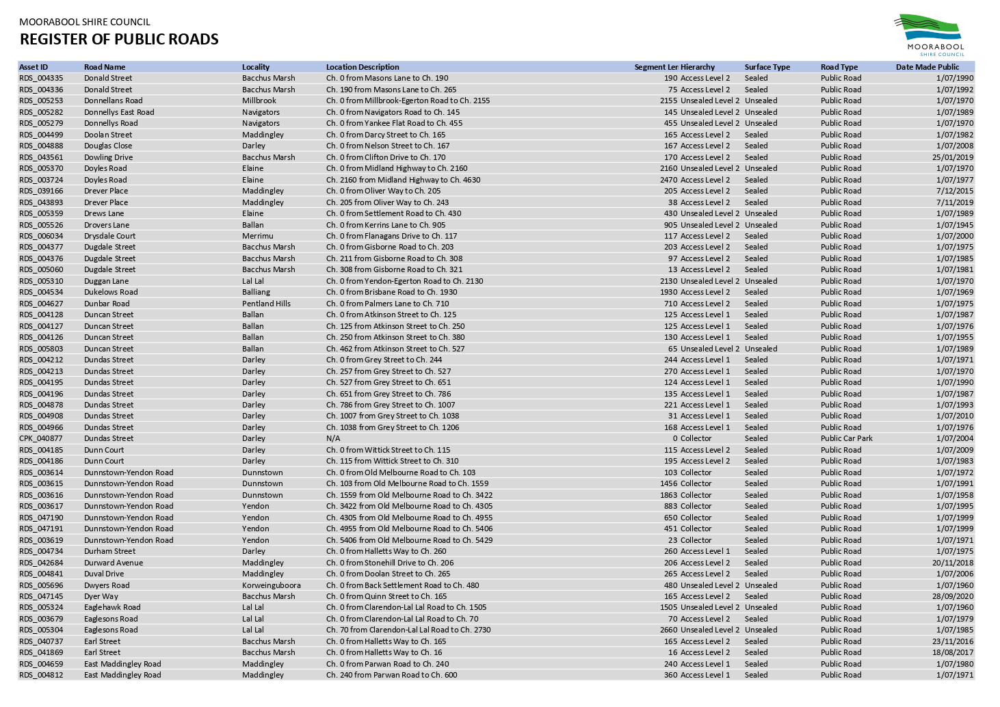 MOORABOOL SHIRE COUNCIL
REGISTER OF PUBLIC ROADS
MOORABOOL
SHIRE COUNCIL
Asset ID Road Name Locality Location Description Segment Len Hierarchy Surface Type Road Type Date Made Public
RDS_004335 Donald Street Bacchus Marsh Ch. 0 from Masons Lane to Ch. 190 190 Access Level 2 Sealed Public Road 1/07/1990
RDS_004336 Donald Street Bacchus Marsh Ch. 190 from Masons Lane to Ch. 265 75 Access Level 2 Sealed Public Road 1/07/1992
RDS_005253 Donnellans Road Millbrook Ch. 0 from Millbrook-Egerton Road to Ch. 2155 2155 Unsealed Level 2 Unsealed Public Road 1/07/1970
RDS_005282 Donnellys East Road Navigators Ch. 0 from Navigators Road to Ch. 145 145 Unsealed Level 2 Unsealed Public Road 1/07/1989
RDS_005279 Donnellys Road Navigators Ch. 0 from Yankee Flat Road to Ch. 455 455 Unsealed Level 2 Unsealed Public Road 1/07/1970
RDS_004499 Doolan Street Maddingley Ch. 0 from Darcy Street to Ch. 165 165 Access Level 2 Sealed Public Road 1/07/1982
RDS_004888 Douglas Close Darley Ch. 0 from Nelson Street to Ch. 167 167 Access Level 2 Sealed Public Road 1/07/2008
RDS_043561 Dowling Drive Bacchus Marsh Ch. 0 from Clifton Drive to Ch. 170 170 Access Level 2 Sealed Public Road 25/01/2019
RDS_005370 Doyles Road Elaine Ch. 0 from Midland Highway to Ch. 2160 2160 Unsealed Level 2 Unsealed Public Road 1/07/1970
RDS_003724 Doyles Road Elaine Ch. 2160 from Midland Highway to Ch. 4630 2470 Access Level 2 Sealed Public Road 1/07/1977
RDS_039166 Drever Place Maddingley Ch. 0 from Oliver Way to Ch. 205 205 Access Level 2 Sealed Public Road 7/12/2015
RDS_043893 Drever Place Maddingley Ch. 205 from Oliver Way to Ch. 243 38 Access Level 2 Sealed Public Road 7/11/2019
RDS_005359 Drews Lane Elaine Ch. 0 from Settlement Road to Ch. 430 430 Unsealed Level 2 Unsealed Public Road 1/07/1989
RDS_005526 Drovers Lane Ballan Ch. 0 from Kerrins Lane to Ch. 905 905 Unsealed Level 2 Unsealed Public Road 1/07/1945
RDS_006034 Drysdale Court Merrimu Ch. 0 from Flanagans Drive to Ch. 117 117 Access Level 2 Sealed Public Road 1/07/2000
RDS_004377 Dugdale Street Bacchus Marsh Ch. 0 from Gisborne Road to Ch. 203 203 Access Level 2 Sealed Public Road 1/07/1975
RDS_004376 Dugdale Street Bacchus Marsh Ch. 211 from Gisborne Road to Ch. 308 97 Access Level 2 Sealed Public Road 1/07/1985
RDS_005060 Dugdale Street Bacchus Marsh Ch. 308 from Gisborne Road to Ch. 321 13 Access Level 2 Sealed Public Road 1/07/1981
RDS_005310 Duggan Lane Lal Lal Ch. 0 from Yendon-Egerton Road to Ch. 2130 2130 Unsealed Level 2 Unsealed Public Road 1/07/1970
RDS_004534 Dukelows Road Balliang Ch. 0 from Brisbane Road to Ch. 1930 1930 Access Level 2 Sealed Public Road 1/07/1969
RDS_004627 Dunbar Road Pentland Hills Ch. 0 from Palmers Lane to Ch. 710 710 Access Level 2 Sealed Public Road 1/07/1975
RDS_004128 Duncan Street Ballan Ch. 0 from Atkinson Street to Ch. 125 125 Access Level 1 Sealed Public Road 1/07/1987
RDS_004127 Duncan Street Ballan Ch. 125 from Atkinson Street to Ch. 250 125 Access Level 1 Sealed Public Road 1/07/1976
RDS_004126 Duncan Street Ballan Ch. 250 from Atkinson Street to Ch. 380 130 Access Level 1 Sealed Public Road 1/07/1955
RDS_005803 Duncan Street Ballan Ch. 462 from Atkinson Street to Ch. 527 65 Unsealed Level 2 Unsealed Public Road 1/07/1989
RDS_004212 Dundas Street Darley Ch. 0 from Grey Street to Ch. 244 244 Access Level 1 Sealed Public Road 1/07/1971
RDS_004213 Dundas Street Darley Ch. 257 from Grey Street to Ch. 527 270 Access Level 1 Sealed Public Road 1/07/1970
RDS_004195 Dundas Street Darley Ch. 527 from Grey Street to Ch. 651 124 Access Level 1 Sealed Public Road 1/07/1990
RDS_004196 Dundas Street Darley Ch. 651 from Grey Street to Ch. 786 135 Access Level 1 Sealed Public Road 1/07/1987
RDS_004878 Dundas Street Darley Ch. 786 from Grey Street to Ch. 1007 221 Access Level 1 Sealed Public Road 1/07/1993
RDS_004908 Dundas Street Darley Ch. 1007 from Grey Street to Ch. 1038 31 Access Level 1 Sealed Public Road 1/07/2010
RDS_004966 Dundas Street Darley Ch. 1038 from Grey Street to Ch. 1206 168 Access Level 1 Sealed Public Road 1/07/1976
CPK_040877 Dundas Street Darley N/A 0 Collector Sealed Public Car Park 1/07/2004
RDS_004185 Dunn Court Darley Ch. 0 from Wittick Street to Ch. 115 115 Access Level 2 Sealed Public Road 1/07/2009
RDS_004186 Dunn Court Darley Ch. 115 from Wittick Street to Ch. 310 195 Access Level 2 Sealed Public Road 1/07/1983
RDS_003614 Dunnstown-Yendon Road Dunnstown Ch. 0 from Old Melbourne Road to Ch. 103 103 Collector Sealed Public Road 1/07/1972
RDS_003615 Dunnstown-Yendon Road Dunnstown Ch. 103 from Old Melbourne Road to Ch. 1559 1456 Collector Sealed Public Road 1/07/1991
RDS_003616 Dunnstown-Yendon Road Dunnstown Ch. 1559 from Old Melbourne Road to Ch. 3422 1863 Collector Sealed Public Road 1/07/1958
RDS_003617 Dunnstown-Yendon Road Yendon Ch. 3422 from Old Melbourne Road to Ch. 4305 883 Collector Sealed Public Road 1/07/1995
RDS_047190 Dunnstown-Yendon Road Yendon Ch. 4305 from Old Melbourne Road to Ch. 4955 650 Collector Sealed Public Road 1/07/1999
RDS_047191 Dunnstown-Yendon Road Yendon Ch. 4955 from Old Melbourne Road to Ch. 5406 451 Collector Sealed Public Road 1/07/1999
RDS_003619 Dunnstown-Yendon Road Yendon Ch. 5406 from Old Melbourne Road to Ch. 5429 23 Collector Sealed Public Road 1/07/1971
RDS_004734 Durham Street Darley Ch. 0 from Halletts Way to Ch. 260 260 Access Level 1 Sealed Public Road 1/07/1975
RDS_042684 Durward Avenue Maddingley Ch. 0 from Stonehill Drive to Ch. 206 206 Access Level 2 Sealed Public Road 20/11/2018
RDS_004841 Duval Drive Maddingley Ch. 0 from Doolan Street to Ch. 265 265 Access Level 2 Sealed Public Road 1/07/2006
RDS_005696 Dwyers Road Korweinguboora Ch. 0 from Back Settlement Road to Ch. 480 480 Unsealed Level 2 Unsealed Public Road 1/07/1960
RDS_047145 Dyer Way Bacchus Marsh Ch. 0 from Quinn Street to Ch. 165 165 Access Level 2 Sealed Public Road 28/09/2020
RDS_005324 Eaglehawk Road Lal Lal Ch. 0 from Clarendon-Lal Lal Road to Ch. 1505 1505 Unsealed Level 2 Unsealed Public Road 1/07/1960
RDS_003679 Eaglesons Road Lal Lal Ch. 0 from Clarendon-Lal Lal Road to Ch. 70 70 Access Level 2 Sealed Public Road 1/07/1979
RDS_005304 Eaglesons Road Lal Lal Ch. 70 from Clarendon-Lal Lal Road to Ch. 2730 2660 Unsealed Level 2 Unsealed Public Road 1/07/1985
RDS_040737 Earl Street Bacchus Marsh Ch. 0 from Halletts Way to Ch. 165 165 Access Level 2 Sealed Public Road 23/11/2016
RDS_041869 Earl Street Bacchus Marsh Ch. 0 from Halletts Way to Ch. 16 16 Access Level 2 Sealed Public Road 18/08/2017
RDS_004659 East Maddingley Road Maddingley Ch. 0 from Parwan Road to Ch. 240 240 Access Level 1 Sealed Public Road 1/07/1980
RDS_004812 East Maddingley Road Maddingley Ch. 240 from Parwan Road to Ch. 600 360 Access Level 1 Sealed Public Road 1/07/1971